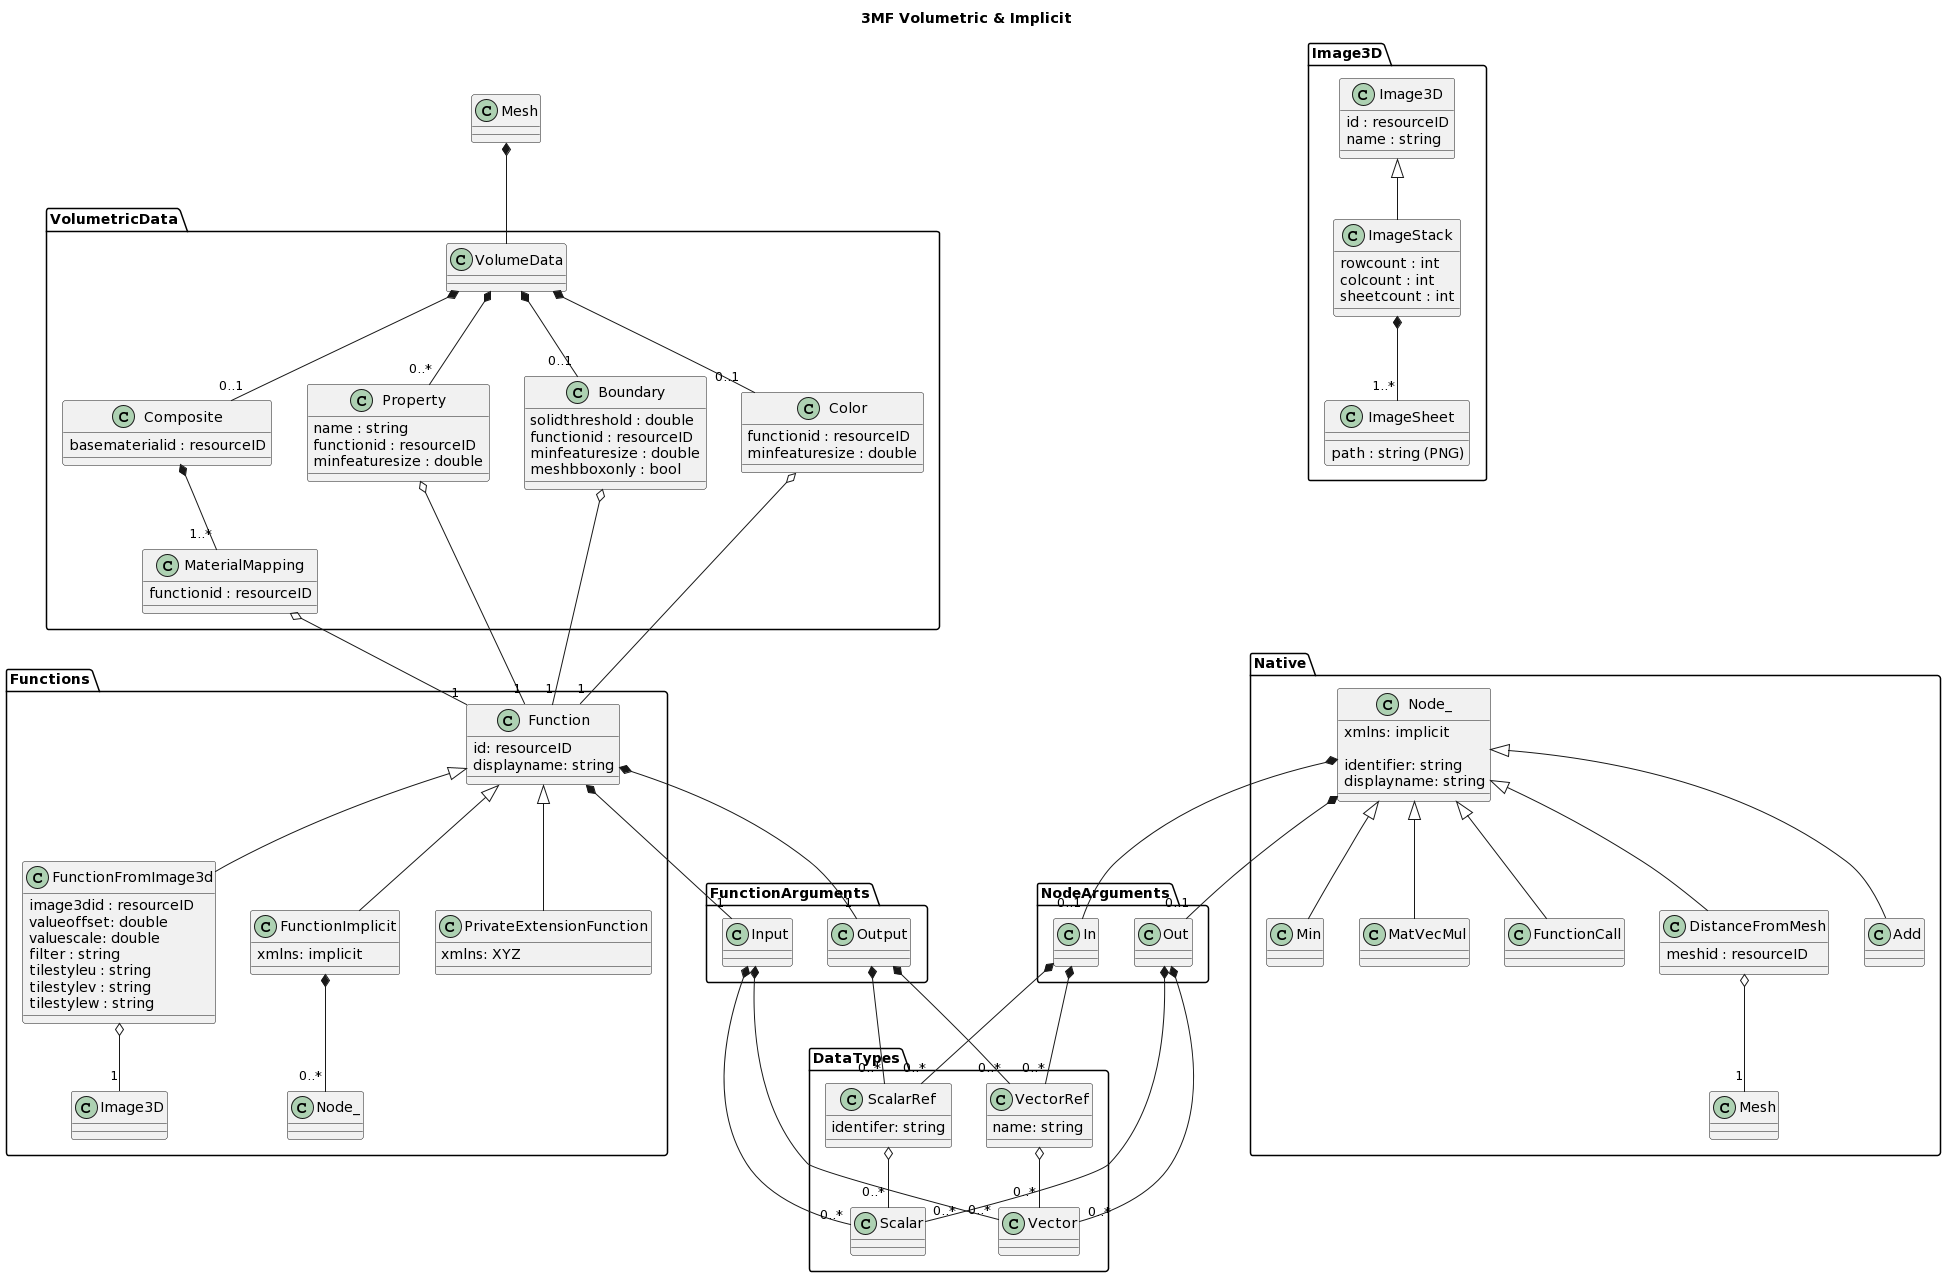 3MF Volumetric & Implicit
Image3D
C Image3D
id : resourceID
name : string
C ImageStack
rowcount : int
colcount : int
sheetcount : int
1..*
C ImageSheet
path : string (PNG)
C Mesh
VolumetricData
C VolumeData
0..1
0..*
0..1
0..1
C Composite
basematerialid : resourceID
C Property
name : string
functionid : resourceID
minfeaturesize : double
C Boundary
solidthreshold : double
functionid : resourceID
minfeaturesize : double
meshbboxonly : bool
C Color
functionid : resourceID
minfeaturesize : double
1..*
C MaterialMapping
functionid : resourceID
Functions
1
1
1
1
C Function
id: resourceID
displayname: string
C FunctionFromImage3d
image3did : resourceID
valueoffset: double
valuescale: double
filter : string
tilestyleu : string
tilestylev : string
tilestylew : string
C FunctionImplicit
xmlns: implicit
C PrivateExtensionFunction
xmlns: XYZ
1
C Image3D
0..*
C Node_
FunctionArguments
1
1
C Input
C Output
NodeArguments
0..1
0..1
C In
C Out
DataTypes
0..*
0..*
0..*
0..*
C ScalarRef
identifer: string
C VectorRef
name: string
0..*
0..*
0..*
0..*
0..*
0..*
C Scalar
C Vector
Native
C Node_
xmlns: implicit
identifier: string
displayname: string
C Min
C MatVecMul
C FunctionCall
C DistanceFromMesh
meshid : resourceID
C Add
1
C Mesh